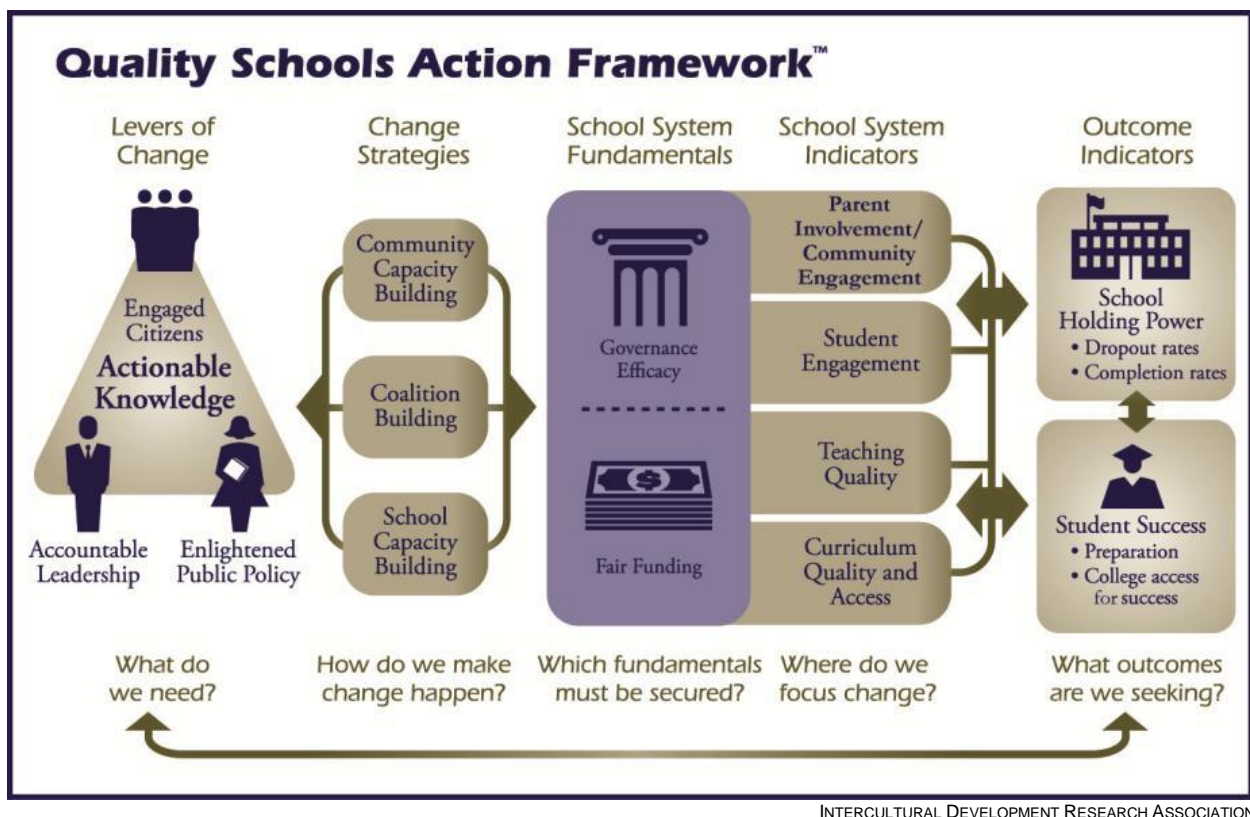 Quality Schools Action Framework™
Levers of
Change
Engaged
Citizens
Actionable
Knowledge
Accountable
Leadership
Enlightened
Public Policy
What do
we need?
Change
Strategies
Community
Capacity
Building
Coalition
Building
School
Capacity
Building
How do we make
change happen?
School System
Fundamentals
Governance
Efficacy
$
Fair Funding
Which fundamentals
must be secured?
School System
Indicators
Parent
Involvement/
Community
Engagement
Student
Engagement
Teaching
Quality
Curriculum
Quality and
Access
Where do we
focus change?
Outcome
Indicators
School
Holding Power
• Dropout rates
• Completion rates
Student Success
• Preparation
• College access
for success
What outcomes
are we seeking?
INTERCULTURAL DEVELOPMENT RESEARCH ASSOCIATION